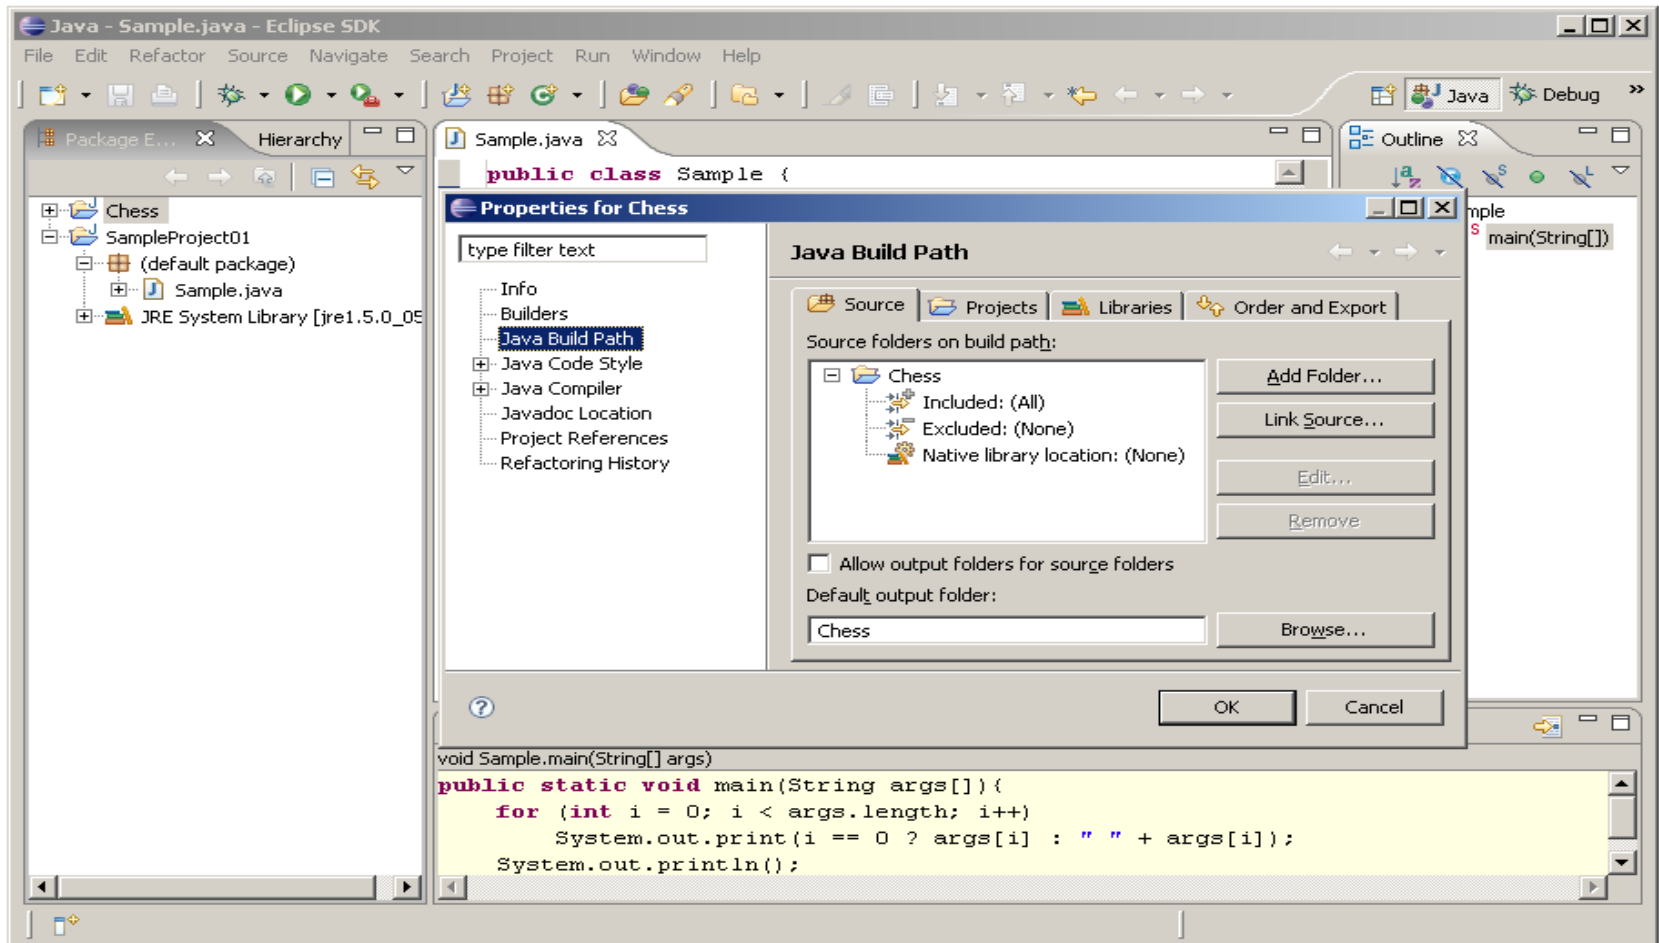 Java - Sample.java - Eclipse SDK
File Edit Refactor Source Navigate Search Project Run Window Help
Java Debug »
Package E... Hierarchy
Sample.java
Outline
public class Sample {
Chess
SampleProject01
(default package)
Sample.java
JRE System Library [jre1.5.0_05
Properties for Chess
type filter text
Info
Builders
Java Build Path
Java Code Style
Java Compiler
Javadoc Location
Project References
Refactoring History
Java Build Path
Source Projects Libraries Order and Export
Source folders on build path:
Chess
Included: (All)
Excluded: (None)
Native library location: (None)
Add Folder...
Link Source...
Edit...
Remove
Allow output folders for source folders
Default output folder:
Chess
Browse...
OK Cancel
mple
main(String[])
void Sample.main(String[] args)
public static void main(String args[]){
for (int i = 0; i < args.length; i++)
System.out.print(i == 0 ? args[i] : " " + args[i]);
System.out.println();